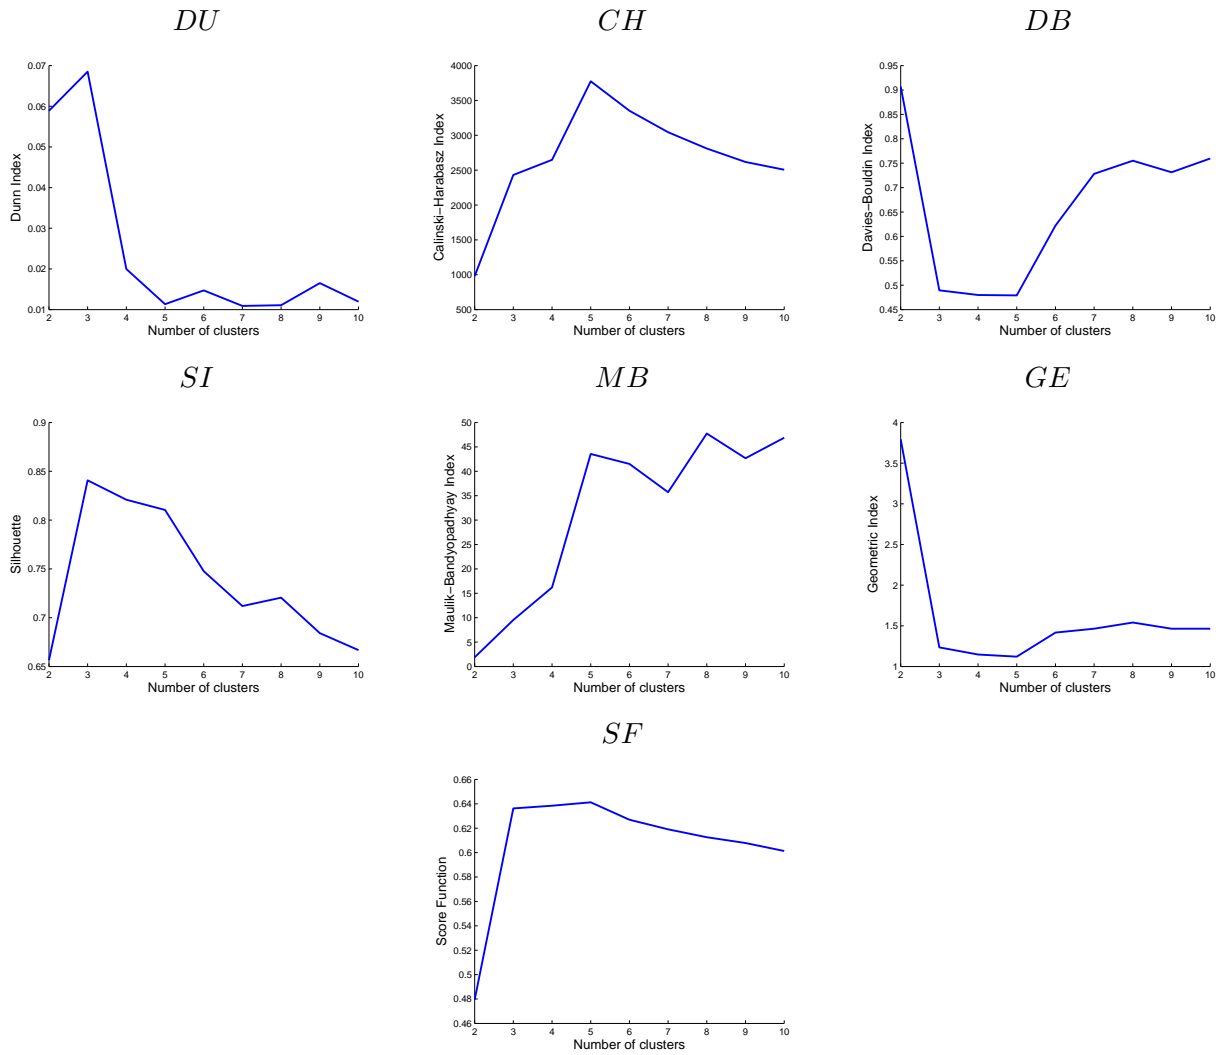 DU
CH
DB
0.07
0.06
0.05
0.04
0.03
0.02
0.01
Dunn Index
2 3 4 5 6 7 8 9 10
Number of clusters
4000
3500
3000
2500
2000
1500
1000
500
Calinski−Harabasz Index
2 3 4 5 6 7 8 9 10
Number of clusters
0.95
0.9
0.85
0.8
0.75
0.7
0.65
0.6
0.55
0.5
0.45
Davies−Bouldin Index
2 3 4 5 6 7 8 9 10
Number of clusters
SI
MB
GE
0.9
0.85
0.8
0.75
0.7
0.65
Silhouette
2 3 4 5 6 7 8 9 10
Number of clusters
50
45
40
35
30
25
20
15
10
5
0
Maulik−Bandyopadhyay Index
2 3 4 5 6 7 8 9 10
Number of clusters
4
3.5
3
2.5
2
1.5
1
Geometric Index
2 3 4 5 6 7 8 9 10
Number of clusters
SF
0.66
0.64
0.62
0.6
0.58
0.56
0.54
0.52
0.5
0.48
0.46
Score Function
2 3 4 5 6 7 8 9 10
Number of clusters